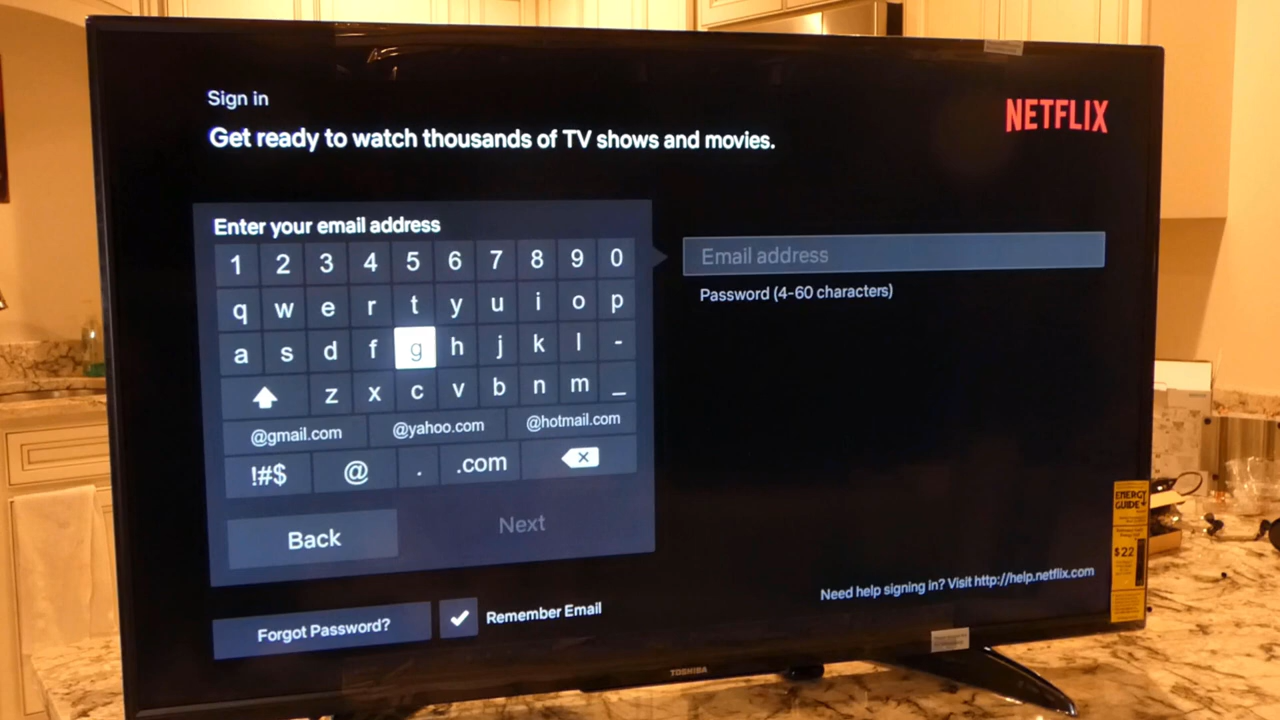 Sign in
NETFLIX
Get ready to watch thousands of TV shows and movies.
Enter your email address
1 2 3 4 5 6 7 8 9 0
q w e r t y u i o p
a s d f g h j k l -
z x c v b n m _
@gmail.com @yahoo.com @hotmail.com
!#$ @ . .com
Back Next
Email address
Password (4-60 characters)
Forgot Password?
Remember Email
Need help signing in? Visit http://help.netflix.com
TOSHIBA
ENERGY
GUIDE
$22